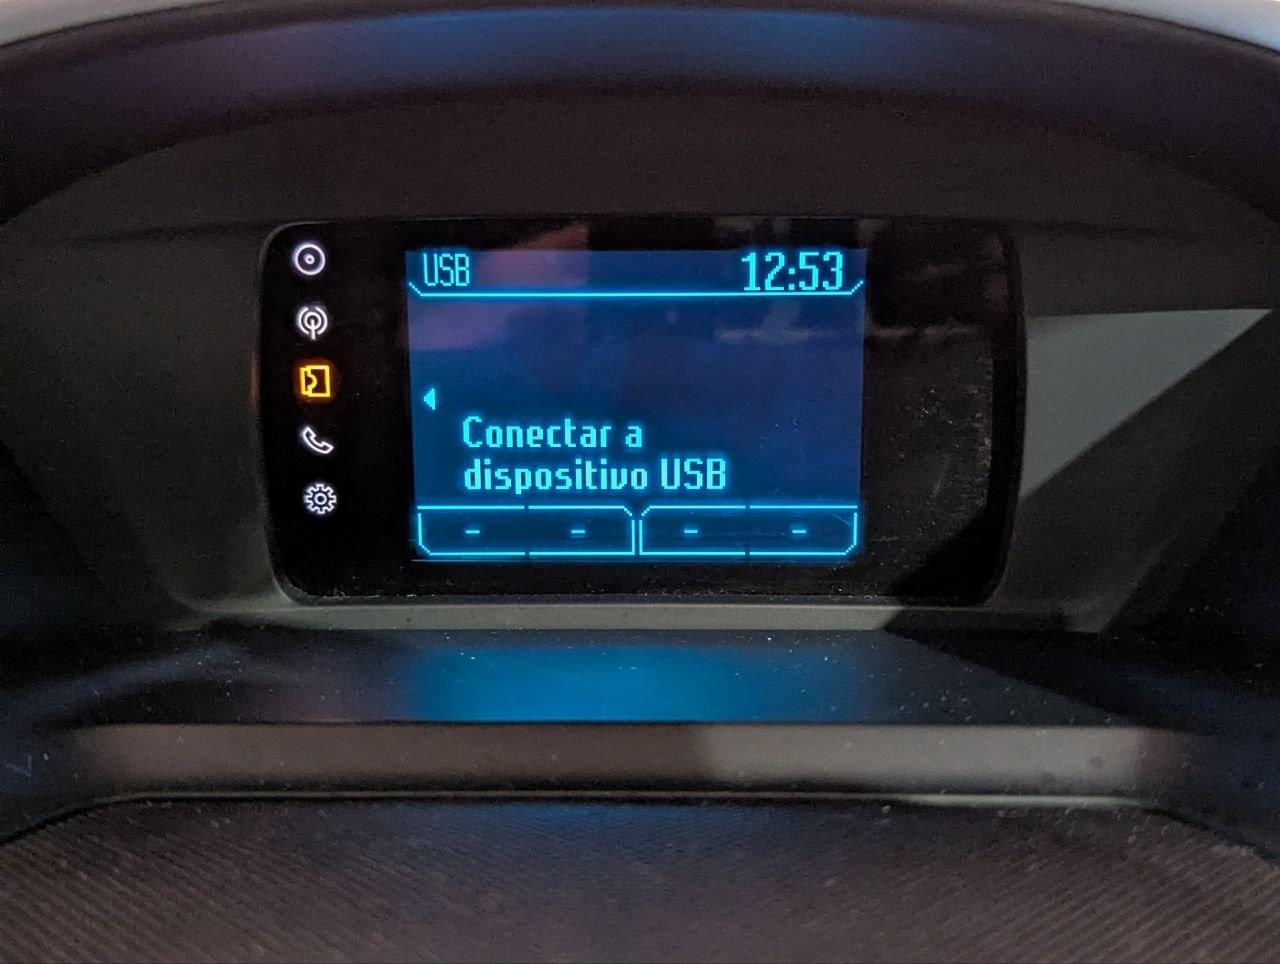 USB 12:53
Conectar a
dispositivo USB
- - - -